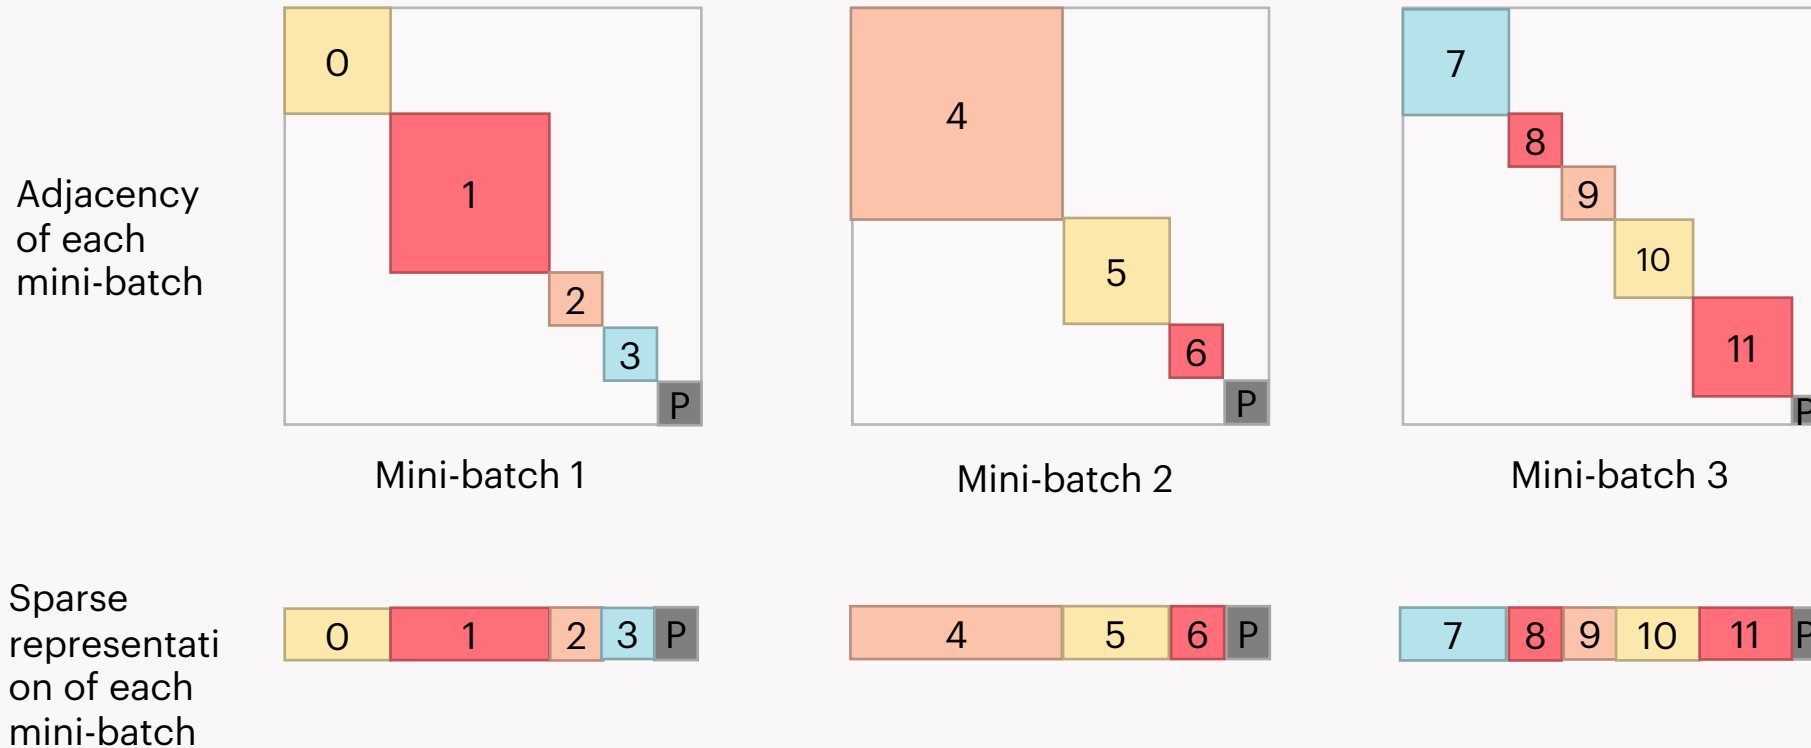 0
1
2
3
P
4
5
6
P
7
8
9
10
11
P
Adjacency
of each
mini-batch
Mini-batch 1
Mini-batch 2
Mini-batch 3
Sparse
representati
on of each
mini-batch
0 1 2 3 P
4 5 6 P
7 8 9 10 11 P